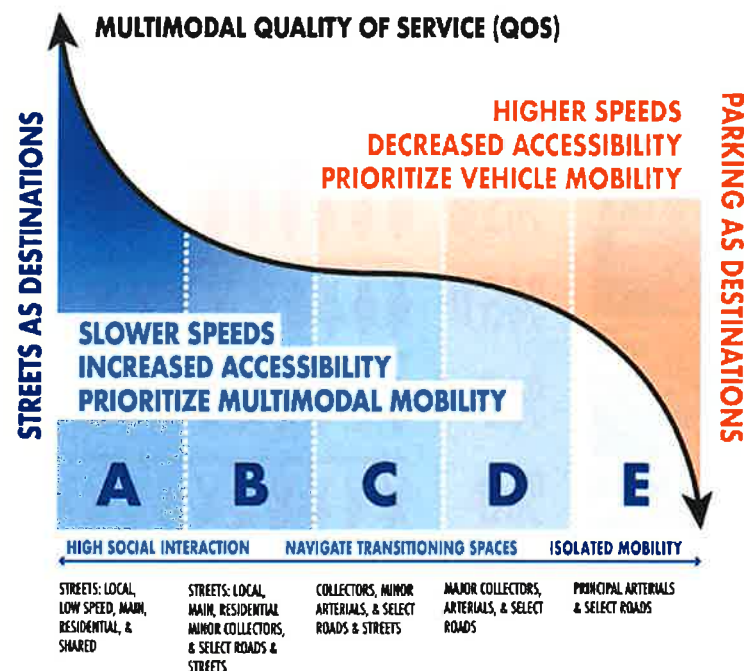 MULTIMODAL QUALITY OF SERVICE (QOS)
STREETS AS DESTINATIONS
HIGHER SPEEDS
DECREASED ACCESSIBILITY
PRIORITIZE VEHICLE MOBILITY
PARKING AS DESTINATIONS
SLOWER SPEEDS
INCREASED ACCESSIBILITY
PRIORITIZE MULTIMODAL MOBILITY
A B C D E
HIGH SOCIAL INTERACTION NAVIGATE TRANSITIONING SPACES ISOLATED MOBILITY
STREETS: LOCAL,
LOW SPEED, MAIN,
RESIDENTIAL, &
SHARED
STREETS: LOCAL,
MAIN, RESIDENTIAL
MINOR COLLECTORS,
& SELECT ROADS &
STREETS
COLLECTORS, MINOR
ARTERIALS, & SELECT
ROADS & STREETS
MAJOR COLLECTORS,
ARTERIALS, & SELECT
ROADS
PRINCIPAL ARTERIALS
& SELECT ROADS